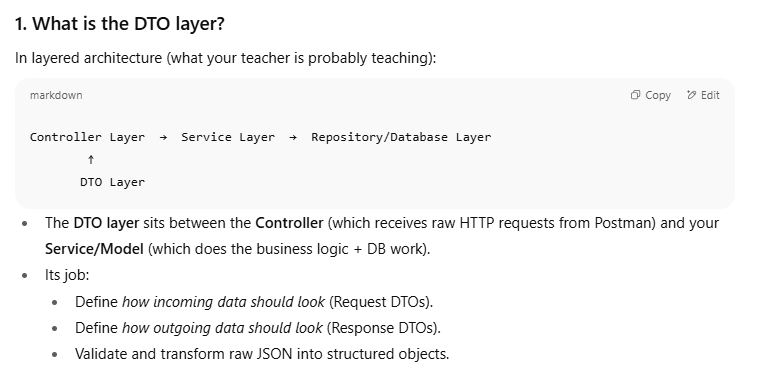 1. What is the DTO layer?
In layered architecture (what your teacher is probably teaching):
markdown
Copy
Edit
Controller Layer → Service Layer → Repository/Database Layer
↑
DTO Layer
• The DTO layer sits between the Controller (which receives raw HTTP requests from Postman) and your
Service/Model (which does the business logic + DB work).
• Its job:
• Define how incoming data should look (Request DTOs).
• Define how outgoing data should look (Response DTOs).
• Validate and transform raw JSON into structured objects.